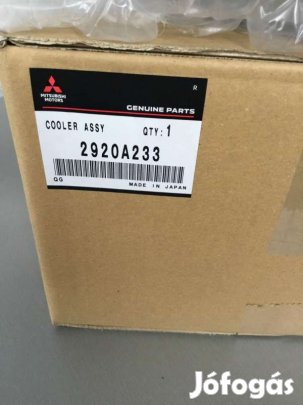 R
MITSUBISHI
MOTORS
GENUINE PARTS
COOLER ASSY QTY:1
2920A233
QG MADE IN JAPAN
Jófogás